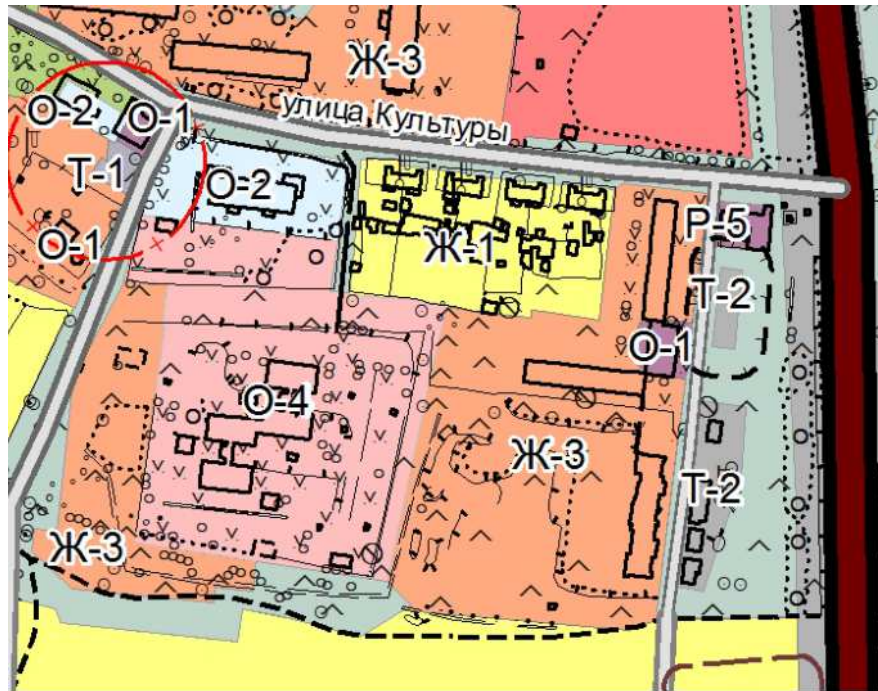 Ж-3
улица Культуры
О-2
О-1
Т-1
О-2
О-1
Ж-1
Р-5
Т-2
О-1
О-4
Ж-3
Т-2
Ж-3